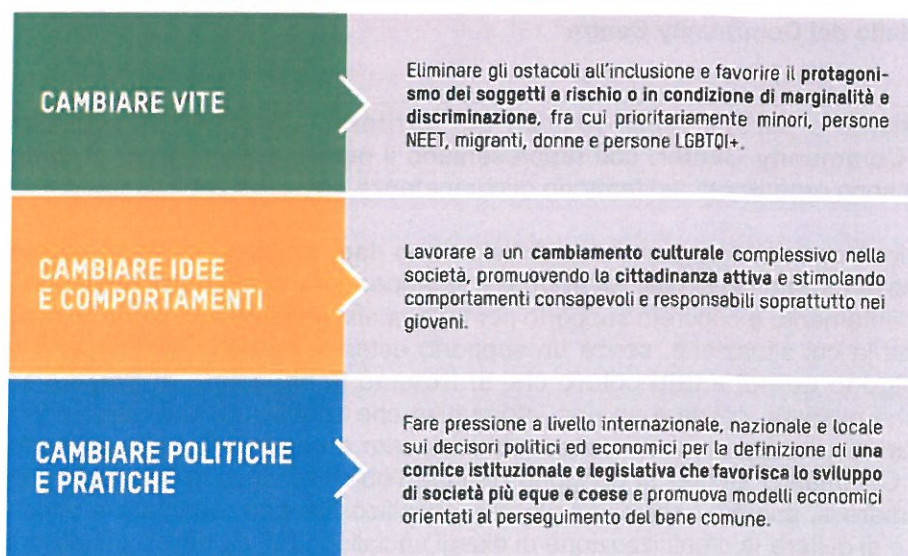 CAMBIARE VITE
Eliminare gli ostacoli all'inclusione e favorire il protagoni-
smo dei soggetti a rischio o in condizione di marginalità e
discriminazione, fra cui prioritariamente minori, persone
NEET, migranti, donne e persone LGBTQI+.
CAMBIARE IDEE
E COMPORTAMENTI
Lavorare a un cambiamento culturale complessivo nella
società, promuovendo la cittadinanza attiva e stimolando
comportamenti consapevoli e responsabili soprattutto nei
giovani.
CAMBIARE POLITICHE
E PRATICHE
Fare pressione a livello internazionale, nazionale e locale
sui decisori politici ed economici per la definizione di una
cornice istituzionale e legislativa che favorisca lo sviluppo
di società più eque e coese e promuova modelli economici
orientati al perseguimento del bene comune.